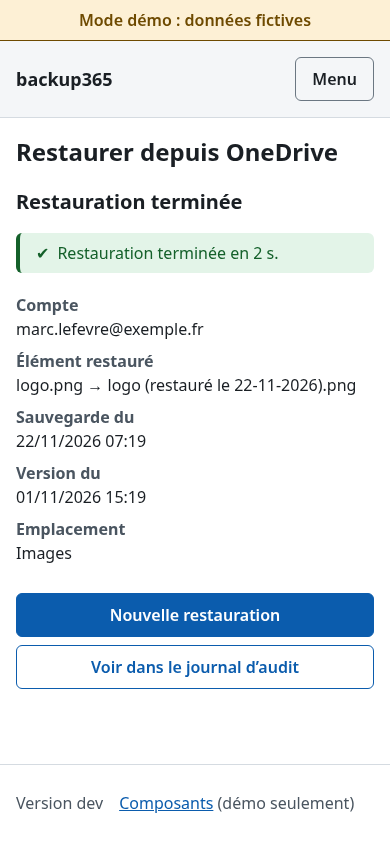 Mode démo : données fictives
backup365
Menu
Restaurer depuis OneDrive
Restauration terminée
✔ Restauration terminée en 2 s.
Compte
marc.lefevre@exemple.fr
Élément restauré
logo.png → logo (restauré le 22-11-2026).png
Sauvegarde du
22/11/2026 07:19
Version du
01/11/2026 15:19
Emplacement
Images
Nouvelle restauration
Voir dans le journal d’audit
Version dev Composants (démo seulement)